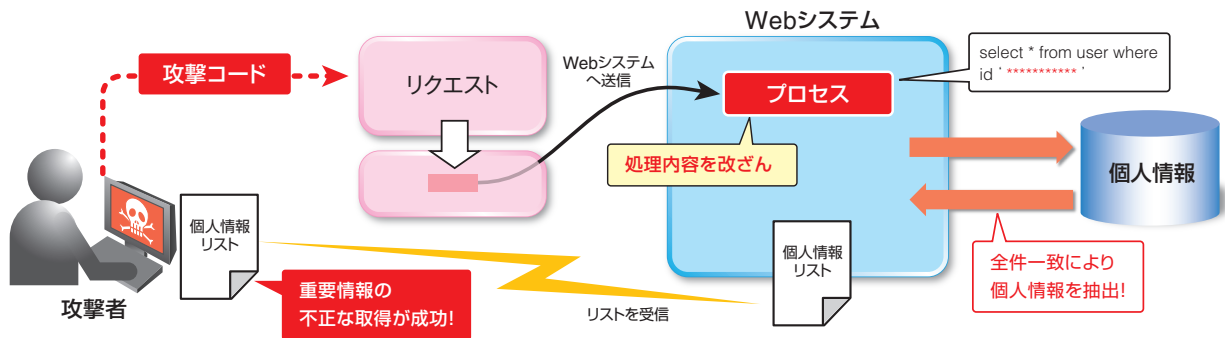 Webシステム
攻撃コード
リクエスト
Webシステム
へ送信
プロセス
select * from user where
id ' *********** '
処理内容を改ざん
個人情報
個人情報
リスト
攻撃者
重要情報の
不正な取得が成功!
リストを受信
個人情報
リスト
全件一致により
個人情報を抽出!